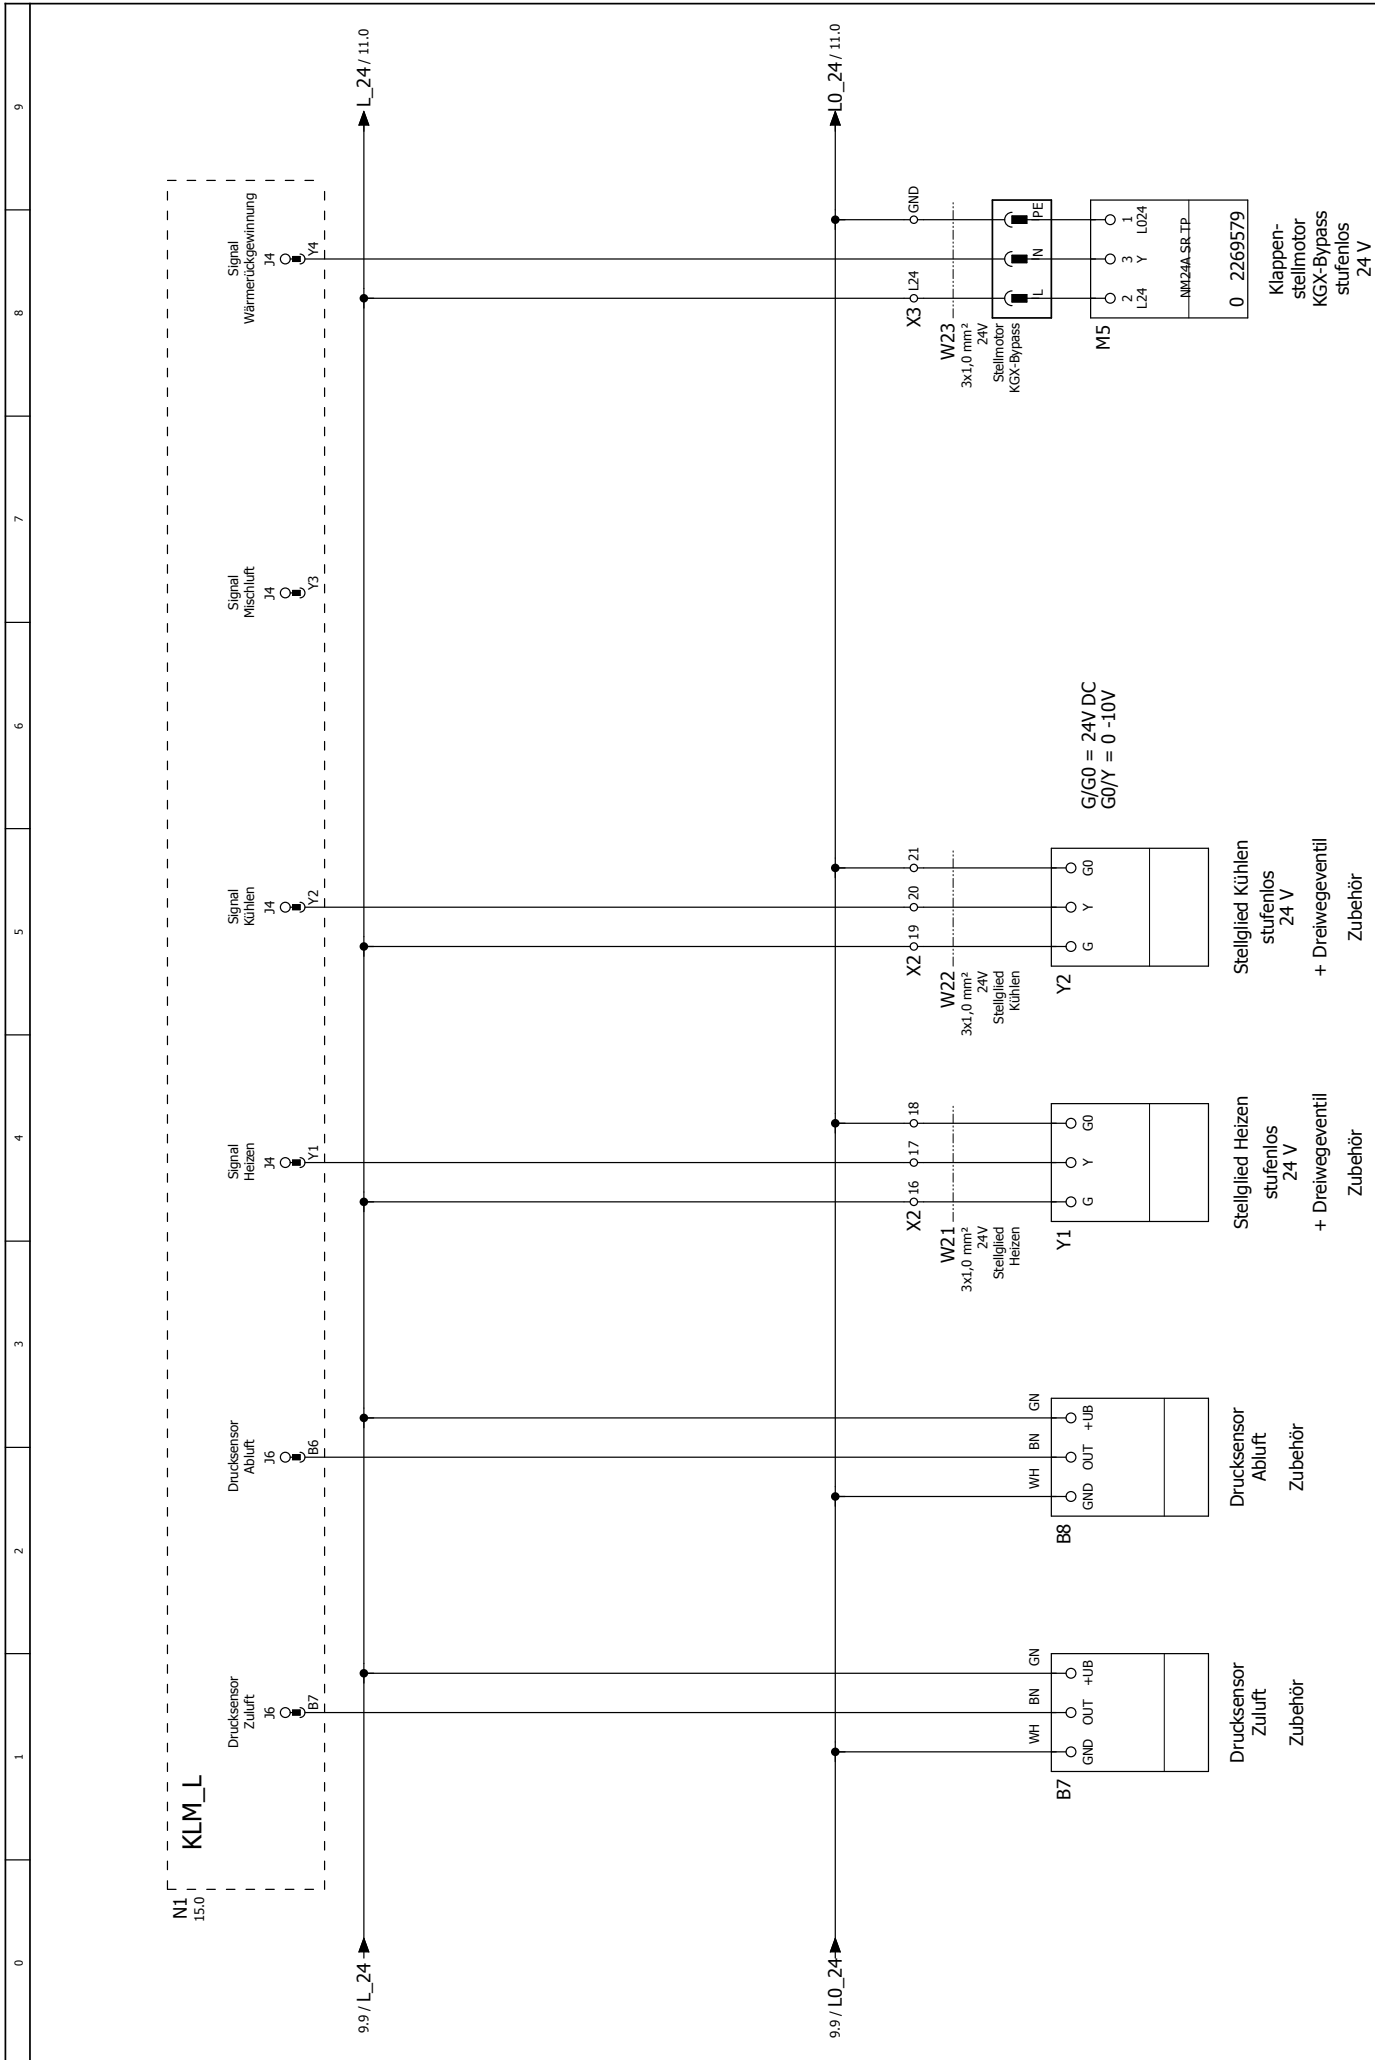 0
1
2
3
4
5
6
7
8
9
N1
15.0
KLM_L
Drucksensor
Zuluft
J6
B7
Drucksensor
Abluft
J6
B6
Signal
Heizen
J4
Y1
Signal
Kühlen
J4
Y2
Signal
Mischluft
J4
Y3
Signal
Wärmerückgewinnung
J4
Y4
9.9 / L_24
L_24 / 11.0
9.9 / L0_24
L0_24 / 11.0
X2 16 17 18
W21
3x1,0 mm²
24V
Stellglied
Heizen
X2 19 20 21
W22
3x1,0 mm²
24V
Stellglied
Kühlen
X3 L24 GND
W23
3x1,0 mm²
24V
Stellmotor
KGX-Bypass
L N PE
WH BN GN
B7
GND OUT +UB
Drucksensor
Zuluft
Zubehör
WH BN GN
B8
GND OUT +UB
Drucksensor
Abluft
Zubehör
Y1
G Y G0
Stellglied Heizen
stufenlos
24 V
+ Dreiwegeventil
Zubehör
Y2
G Y G0
Stellglied Kühlen
stufenlos
24 V
+ Dreiwegeventil
Zubehör
G/G0 = 24V DC
G0/Y = 0 -10V
M5
2 3 1
L24 Y L024
NM24A SR TP
0 2269579
Klappen-
stellmotor
KGX-Bypass
stufenlos
24 V